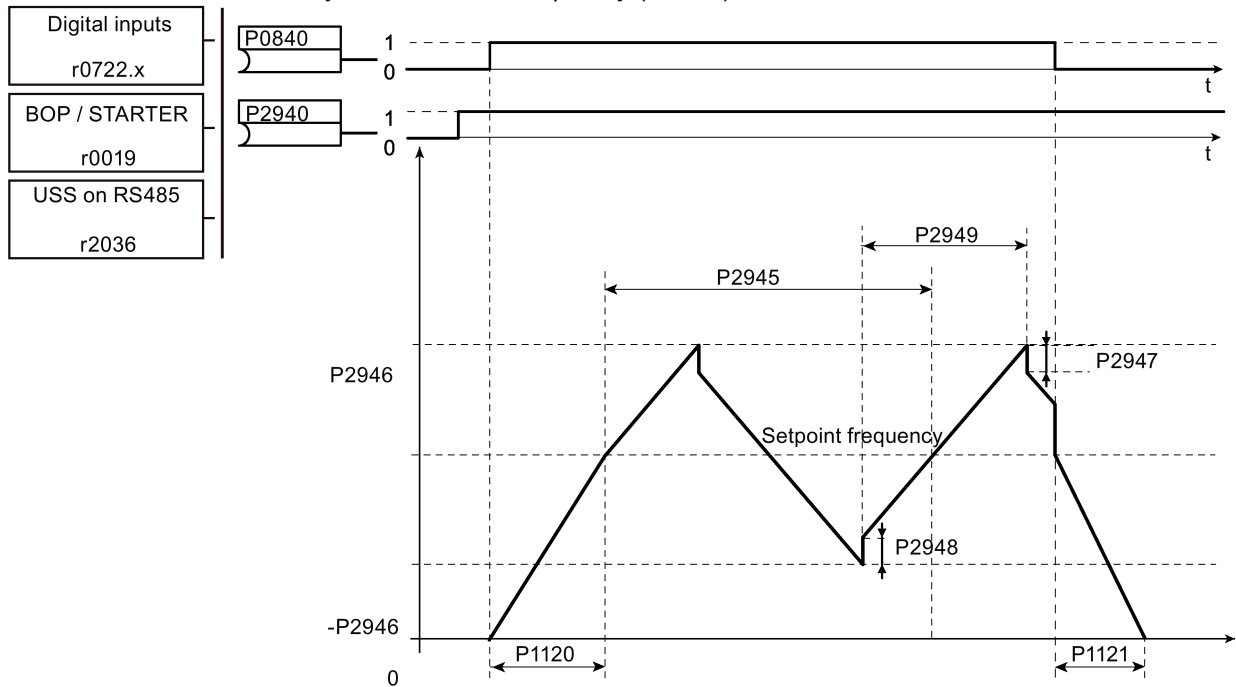 Digital inputs
r0722.x
P0840
1
0
t
BOP / STARTER
r0019
P2940
1
0
t
USS on RS485
r2036
P2949
P2945
P2946
P2947
Setpoint frequency
P2948
-P2946
P1120
P1121
0